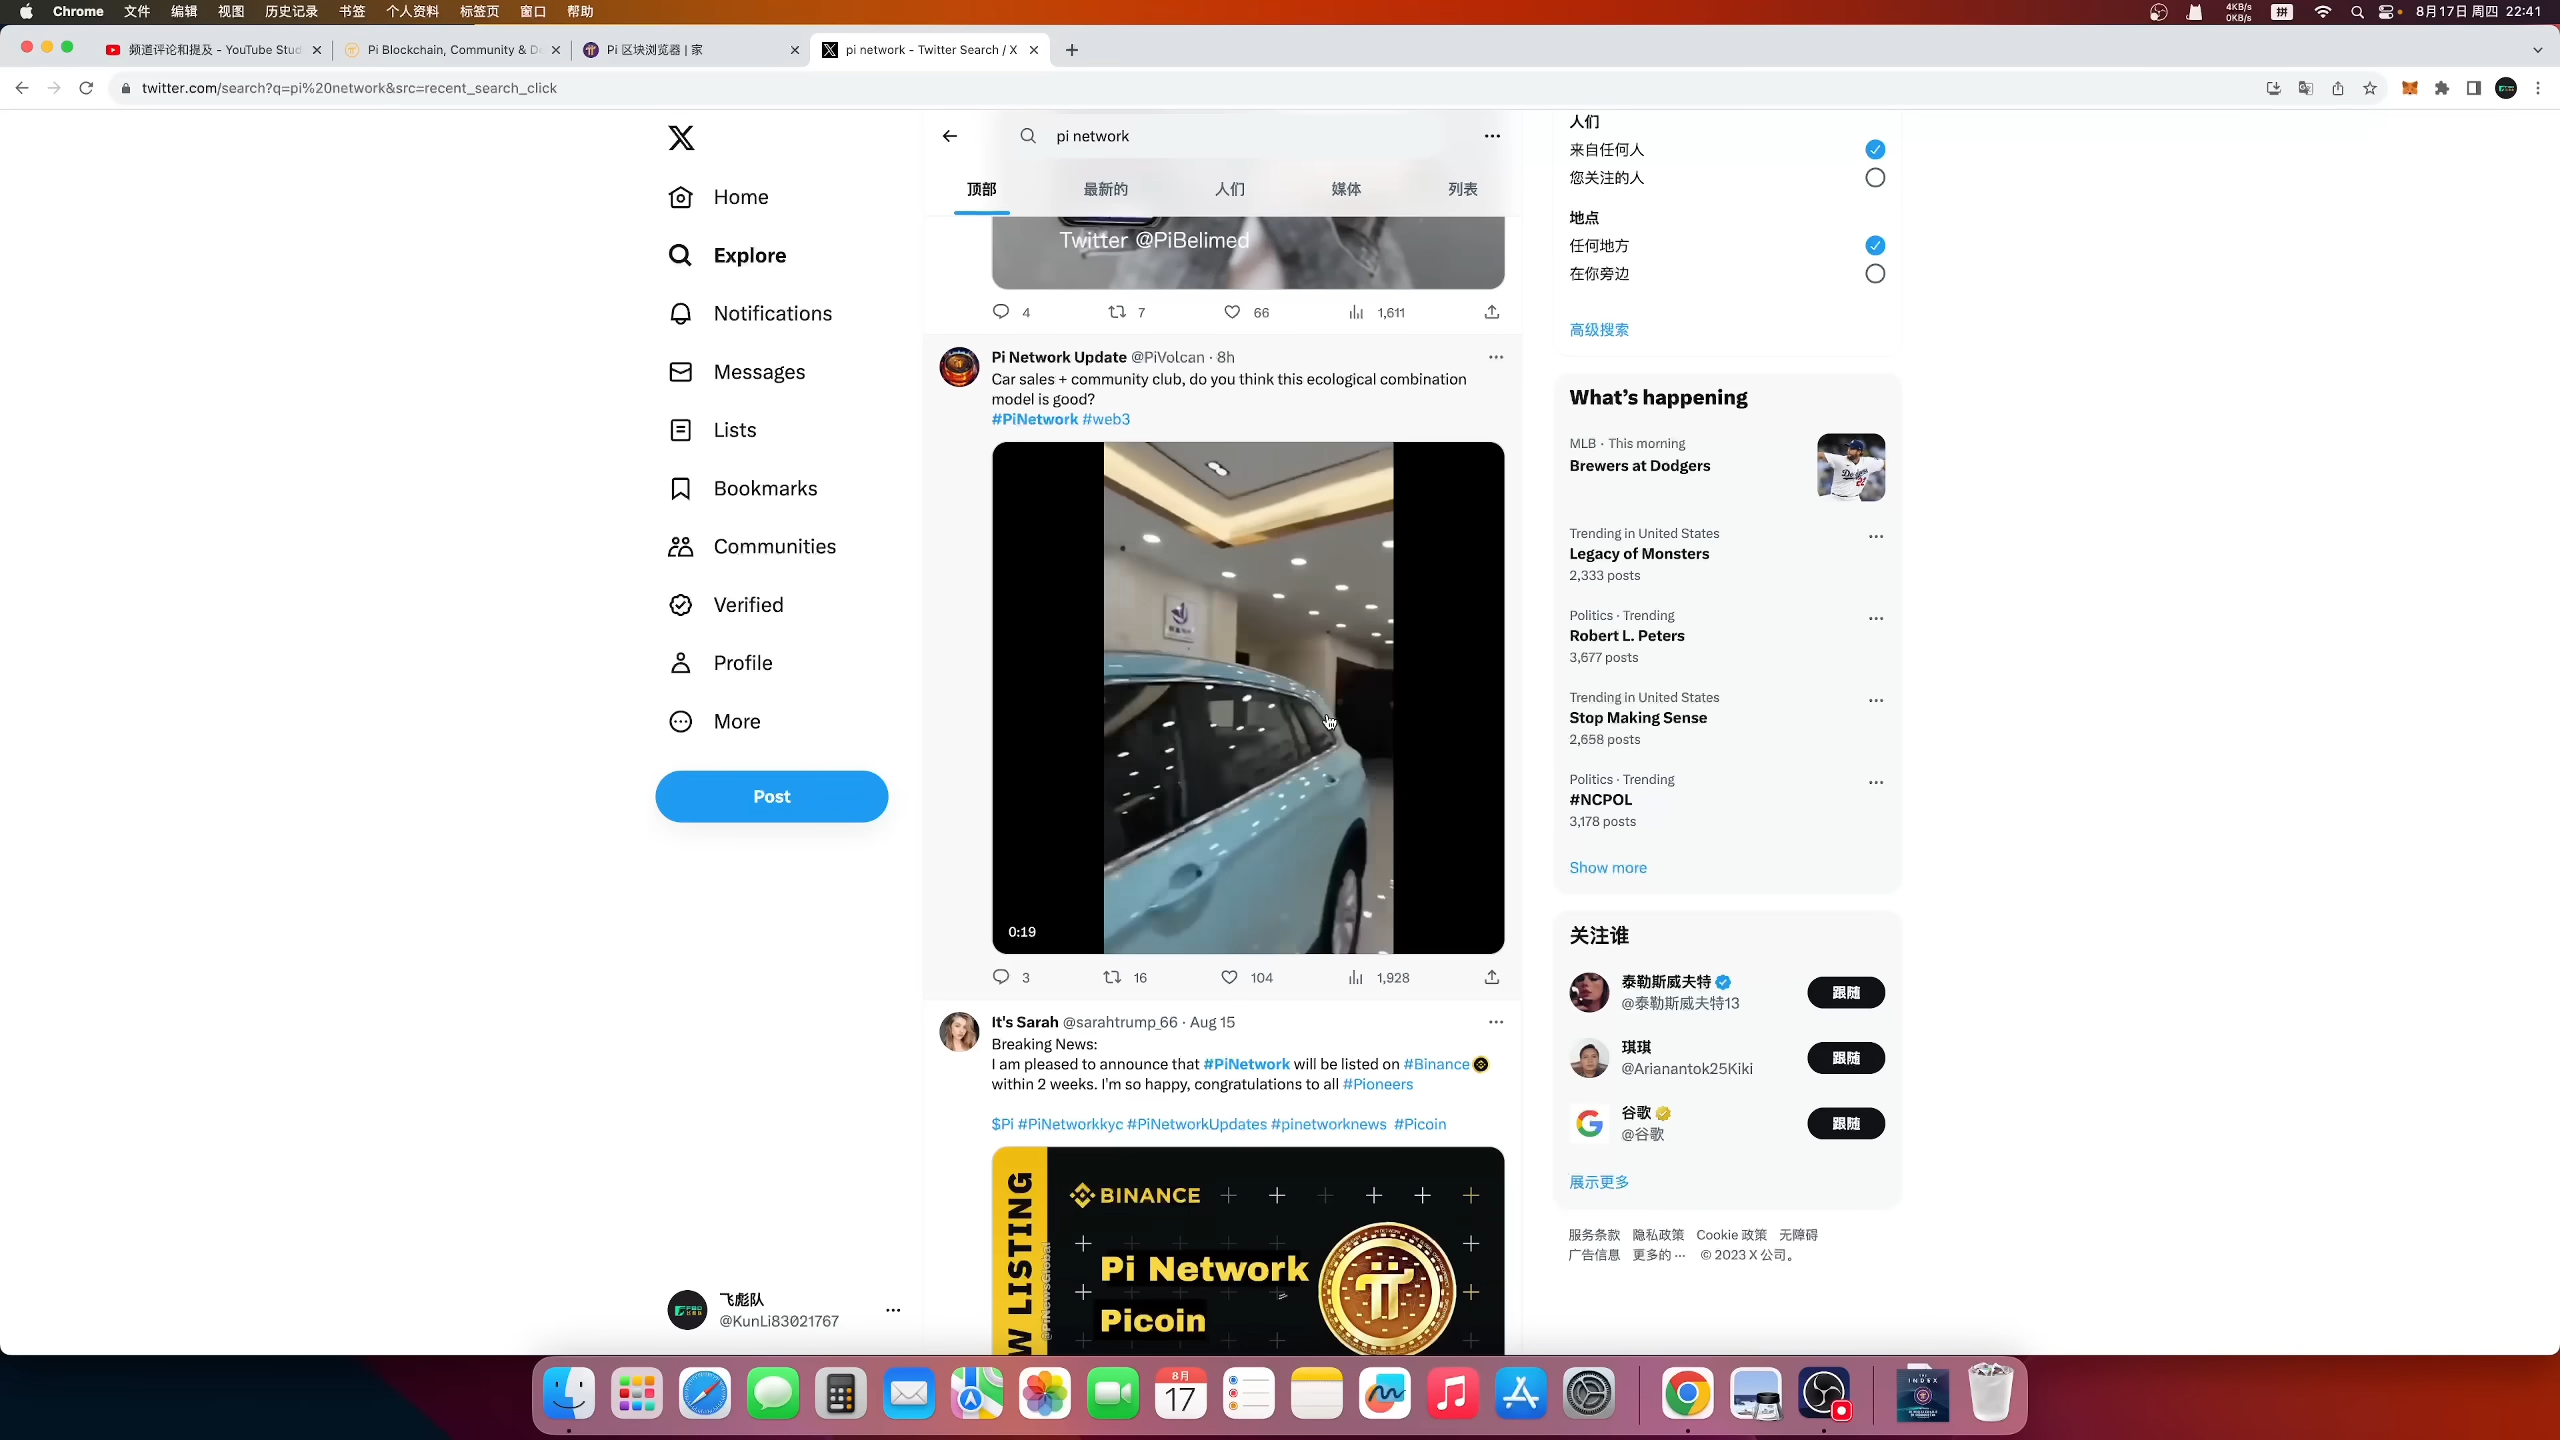 Chrome 文件 编辑 视图 历史记录 书签 个人资料 标签页 窗口 帮助
4KB/s
0KB/s
拼
8月17日 周四 22:41
频道评论和提及 - YouTube Stud
Pi Blockchain, Community & De
Pi 区块浏览器 | 家
pi network - Twitter Search / X
twitter.com/search?q=pi%20network&src=recent_search_click
Home
Explore
Notifications
Messages
Lists
Bookmarks
Communities
Verified
Profile
More
Post
飞彪队
@KunLi83021767
pi network
顶部 最新的 人们 媒体 列表
Twitter @PiBelimed
4 7 66 1,611
Pi Network Update @PiVolcan · 8h
Car sales + community club, do you think this ecological combination
model is good?
#PiNetwork #web3
0:19
3 16 104 1,928
It's Sarah @sarahtrump_66 · Aug 15
Breaking News:
I am pleased to announce that #PiNetwork will be listed on #Binance
within 2 weeks. I'm so happy, congratulations to all #Pioneers
$Pi #PiNetworkkyc #PiNetworkUpdates #pinetworknews #Picoin
W LISTING
@PiNewsGlobal
BINANCE
Pi Network
Picoin
人们
来自任何人
您关注的人
地点
任何地方
在你旁边
高级搜索
What's happening
MLB · This morning
Brewers at Dodgers
Trending in United States
Legacy of Monsters
2,333 posts
Politics · Trending
Robert L. Peters
3,677 posts
Trending in United States
Stop Making Sense
2,658 posts
Politics · Trending
#NCPOL
3,178 posts
Show more
关注谁
泰勒斯威夫特
@泰勒斯威夫特13
跟随
琪琪
@Arianantok25Kiki
跟随
谷歌
@谷歌
跟随
展示更多
服务条款 隐私政策 Cookie 政策 无障碍
广告信息 更多的 ··· © 2023 X 公司。
8月
17